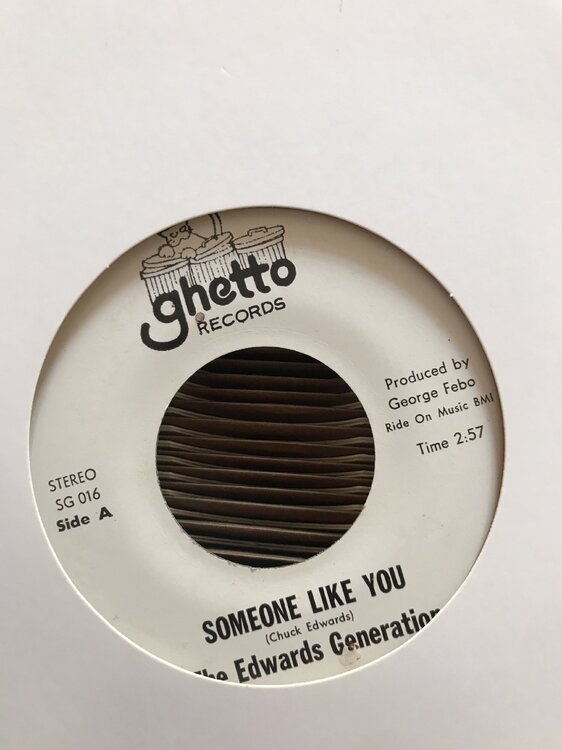 ghetto
RECORDS
Produced by
George Febo
Ride On Music BMI
Time 2:57
STEREO
SG 016
Side A
SOMEONE LIKE YOU
(Chuck Edwards)
The Edwards Generation